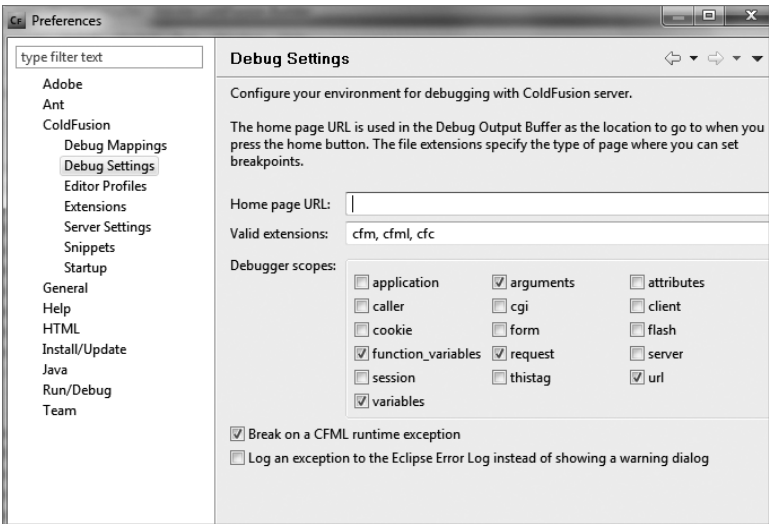 CF Preferences
type filter text
Adobe
Ant
ColdFusion
Debug Mappings
Debug Settings
Editor Profiles
Extensions
Server Settings
Snippets
Startup
General
Help
HTML
Install/Update
Java
Run/Debug
Team
Debug Settings
Configure your environment for debugging with ColdFusion server.
The home page URL is used in the Debug Output Buffer as the location to go to when you
press the home button. The file extensions specify the type of page where you can set
breakpoints.
Home page URL:
Valid extensions: cfm, cfml, cfc
Debugger scopes:
application arguments attributes
caller cgi client
cookie form flash
function_variables request server
session thistag url
variables
Break on a CFML runtime exception
Log an exception to the Eclipse Error Log instead of showing a warning dialog